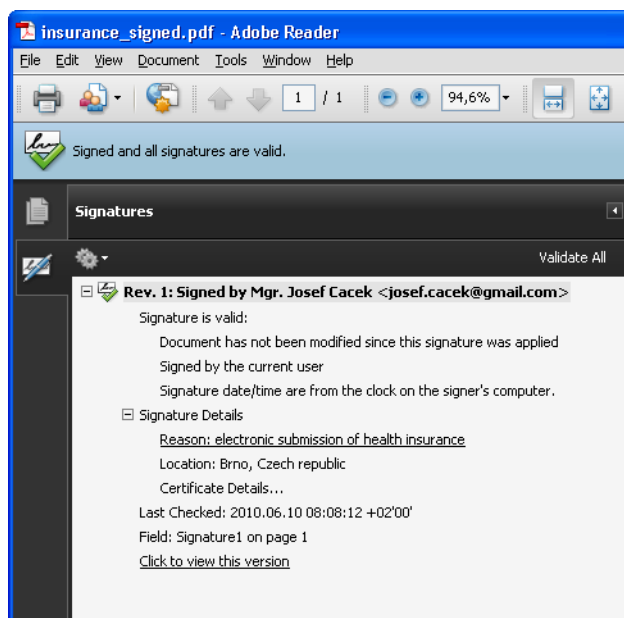 insurance_signed.pdf - Adobe Reader
File Edit View Document Tools Window Help
1 / 1 94,6%
Signed and all signatures are valid.
Signatures
Validate All
Rev. 1: Signed by Mgr. Josef Cacek <josef.cacek@gmail.com>
Signature is valid:
Document has not been modified since this signature was applied
Signed by the current user
Signature date/time are from the clock on the signer's computer.
Signature Details
Reason: electronic submission of health insurance
Location: Brno, Czech republic
Certificate Details...
Last Checked: 2010.06.10 08:08:12 +02'00'
Field: Signature1 on page 1
Click to view this version